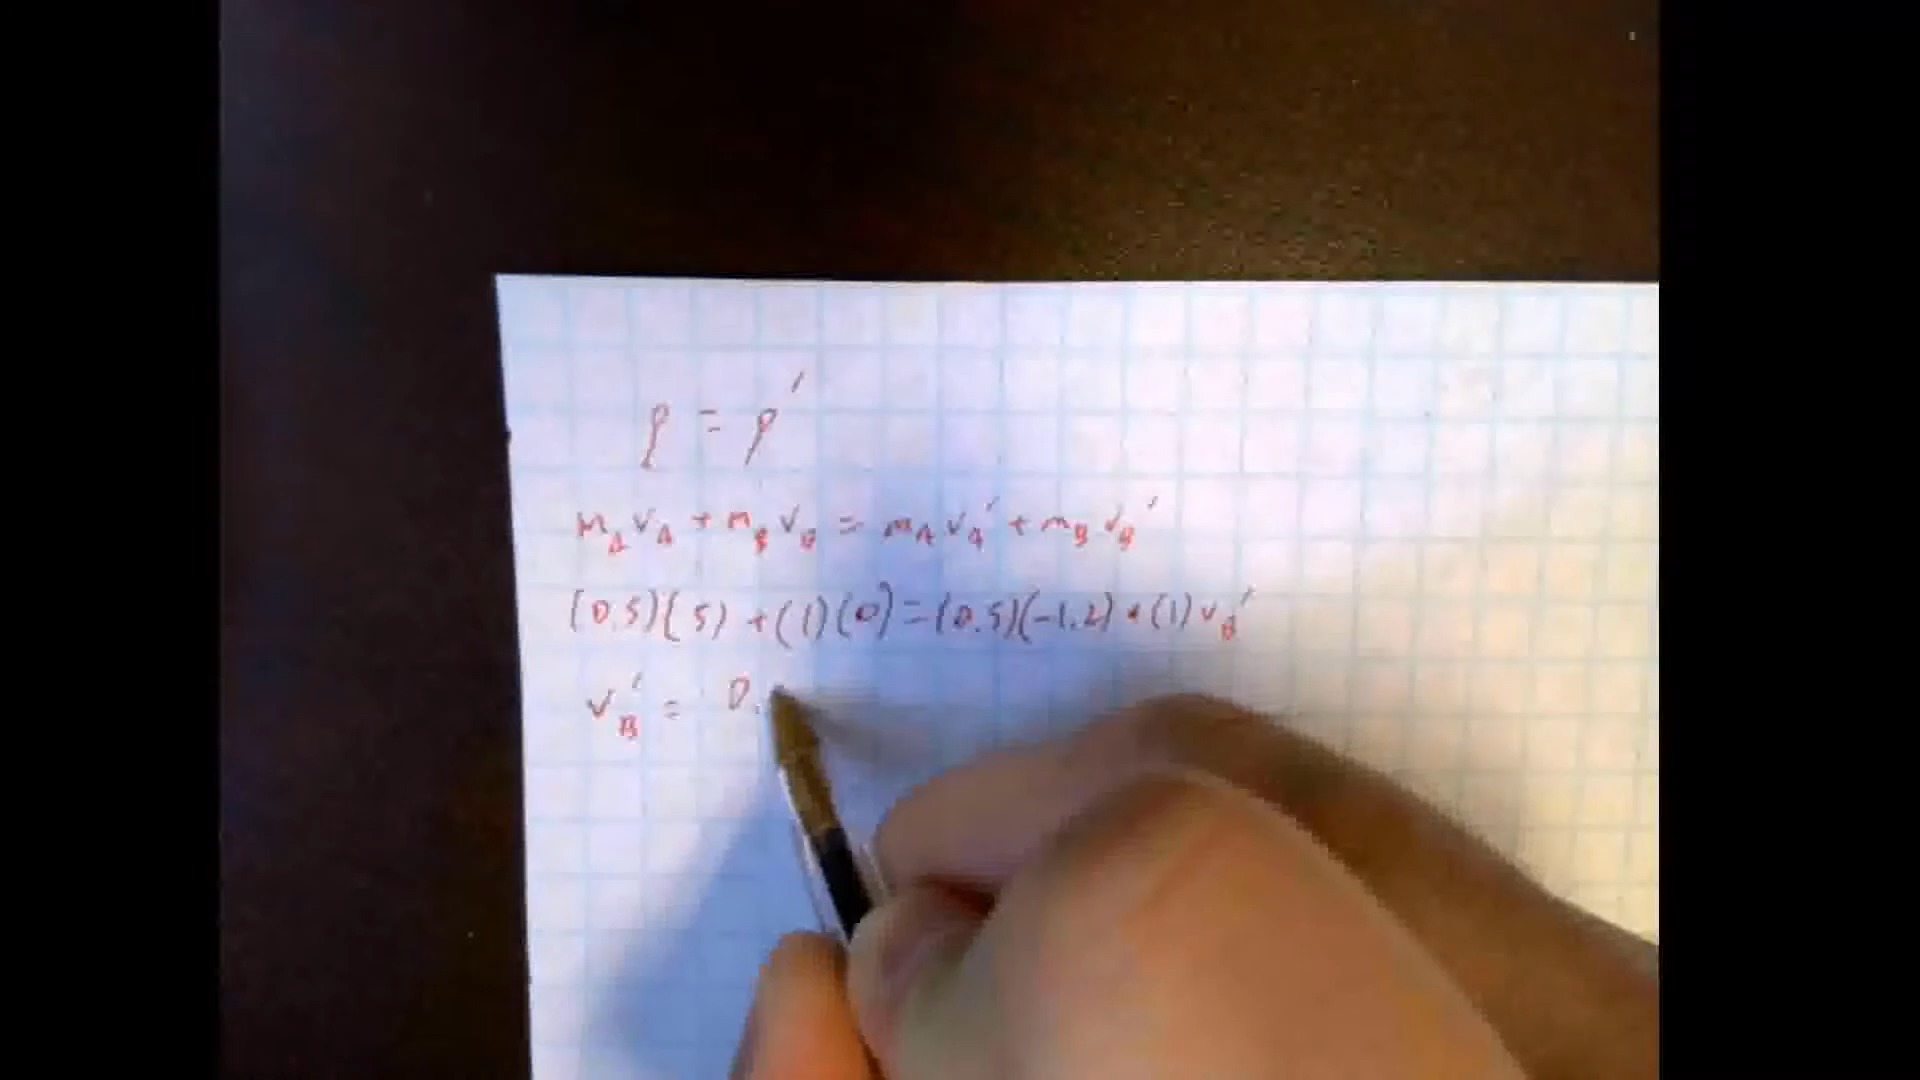 p = p'
mAvA + mBvB = mAvA' + mBvB'
(0.5)(5) + (1)(0) = (0.5)(-1.2) + (1)vB'
vB' = 0.